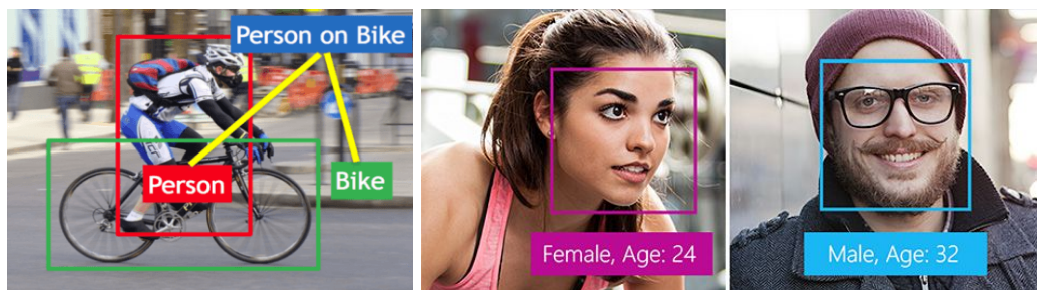 Person on Bike
Person
Bike
Female, Age: 24
Male, Age: 32